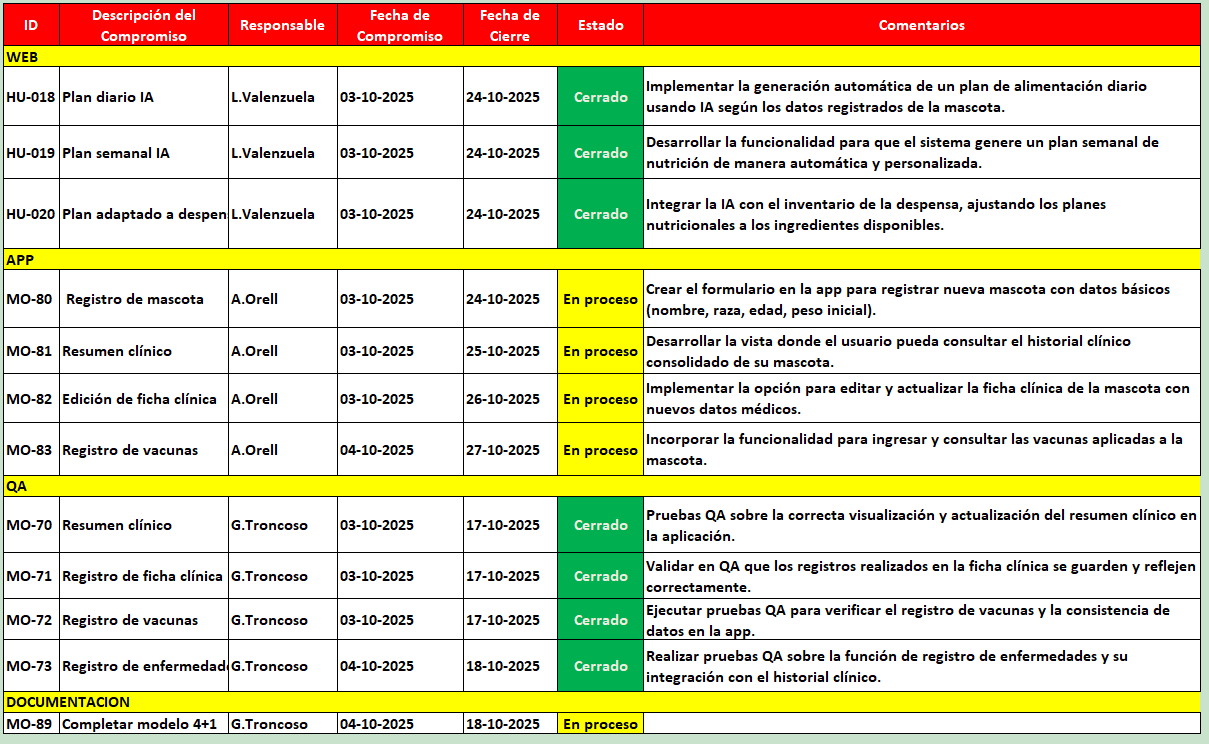 ID Descripción del Compromiso Responsable Fecha de Compromiso Fecha de Cierre Estado Comentarios
WEB
HU-018 Plan diario IA L.Valenzuela 03-10-2025 24-10-2025 Cerrado Implementar la generación automática de un plan de alimentación diario
usando IA según los datos registrados de la mascota.
HU-019 Plan semanal IA L.Valenzuela 03-10-2025 24-10-2025 Cerrado Desarrollar la funcionalidad para que el sistema genere un plan semanal de
nutrición de manera automática y personalizada.
HU-020 Plan adaptado a despen L.Valenzuela 03-10-2025 24-10-2025 Cerrado Integrar la IA con el inventario de la despensa, ajustando los planes
nutricionales a los ingredientes disponibles.
APP
MO-80 Registro de mascota A.Orell 03-10-2025 24-10-2025 En proceso Crear el formulario en la app para registrar nueva mascota con datos básicos
(nombre, raza, edad, peso inicial).
MO-81 Resumen clínico A.Orell 03-10-2025 25-10-2025 En proceso Desarrollar la vista donde el usuario pueda consultar el historial clínico
consolidado de su mascota.
MO-82 Edición de ficha clínica A.Orell 03-10-2025 26-10-2025 En proceso Implementar la opción para editar y actualizar la ficha clínica de la mascota con
nuevos datos médicos.
MO-83 Registro de vacunas A.Orell 04-10-2025 27-10-2025 En proceso Incorporar la funcionalidad para ingresar y consultar las vacunas aplicadas a la
mascota.
QA
MO-70 Resumen clínico G.Troncoso 03-10-2025 17-10-2025 Cerrado Pruebas QA sobre la correcta visualización y actualización del resumen clínico en
la aplicación.
MO-71 Registro de ficha clínica G.Troncoso 03-10-2025 17-10-2025 Cerrado Validar en QA que los registros realizados en la ficha clínica se guarden y reflejen
correctamente.
MO-72 Registro de vacunas G.Troncoso 03-10-2025 17-10-2025 Cerrado Ejecutar pruebas QA para verificar el registro de vacunas y la consistencia de
datos en la app.
MO-73 Registro de enfermedad G.Troncoso 04-10-2025 18-10-2025 Cerrado Realizar pruebas QA sobre la función de registro de enfermedades y su
integración con el historial clínico.
DOCUMENTACION
MO-89 Completar modelo 4+1 G.Troncoso 04-10-2025 18-10-2025 En proceso